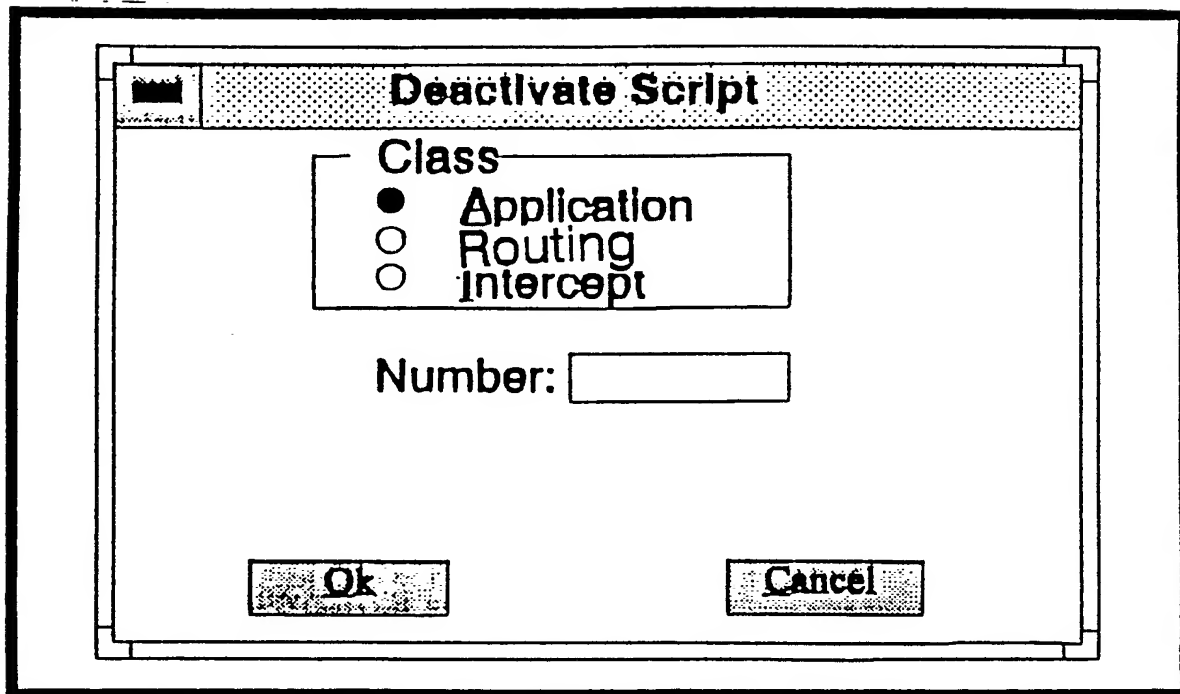 Deactivate Script
Class
Application
Routing
Intercept
Number:
Ok
Cancel